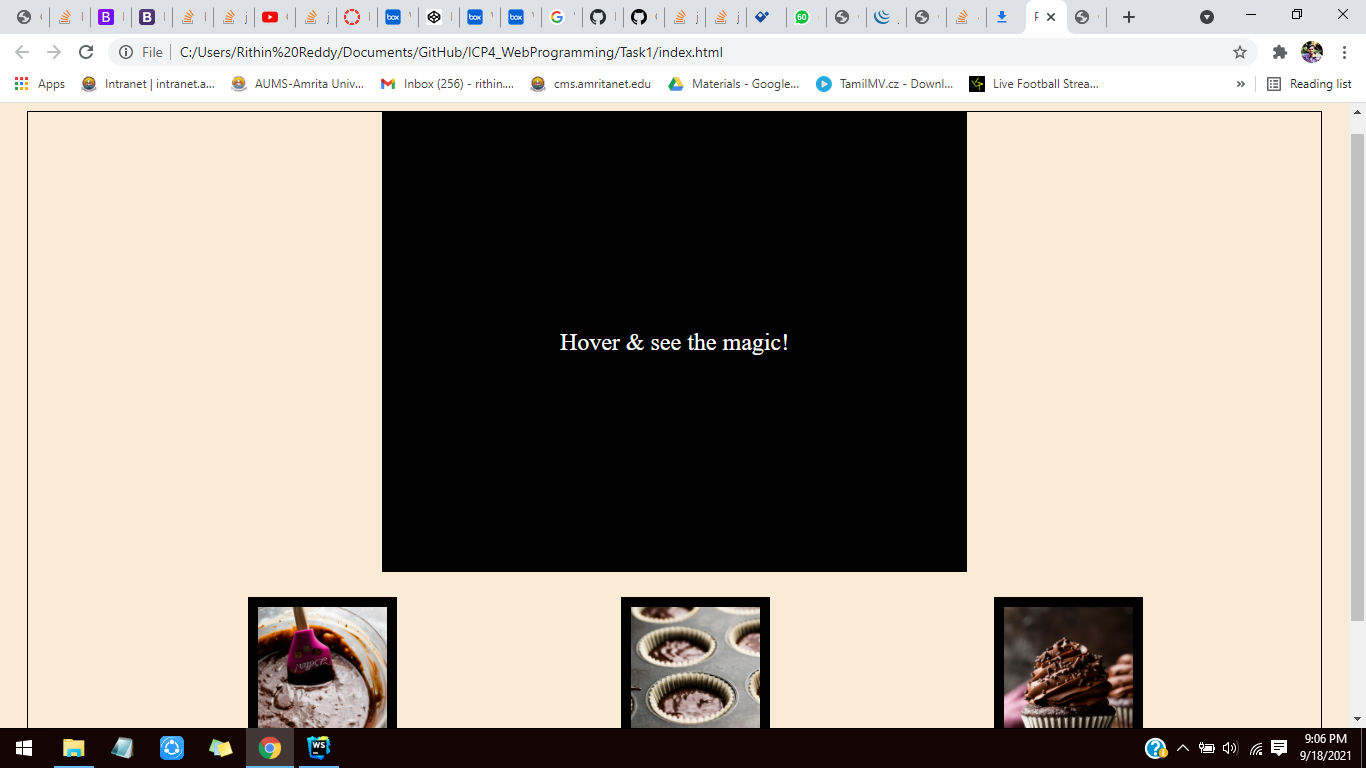 File C:/Users/Rithin%20Reddy/Documents/GitHub/ICP4_WebProgramming/Task1/index.html
Apps Intranet | intranet.a... AUMS-Amrita Univ... Inbox (256) - rithin.... cms.amritanet.edu Materials - Google... TamilMV.cz - Downl... Live Football Strea... » Reading list
Hover & see the magic!
9:06 PM
9/18/2021